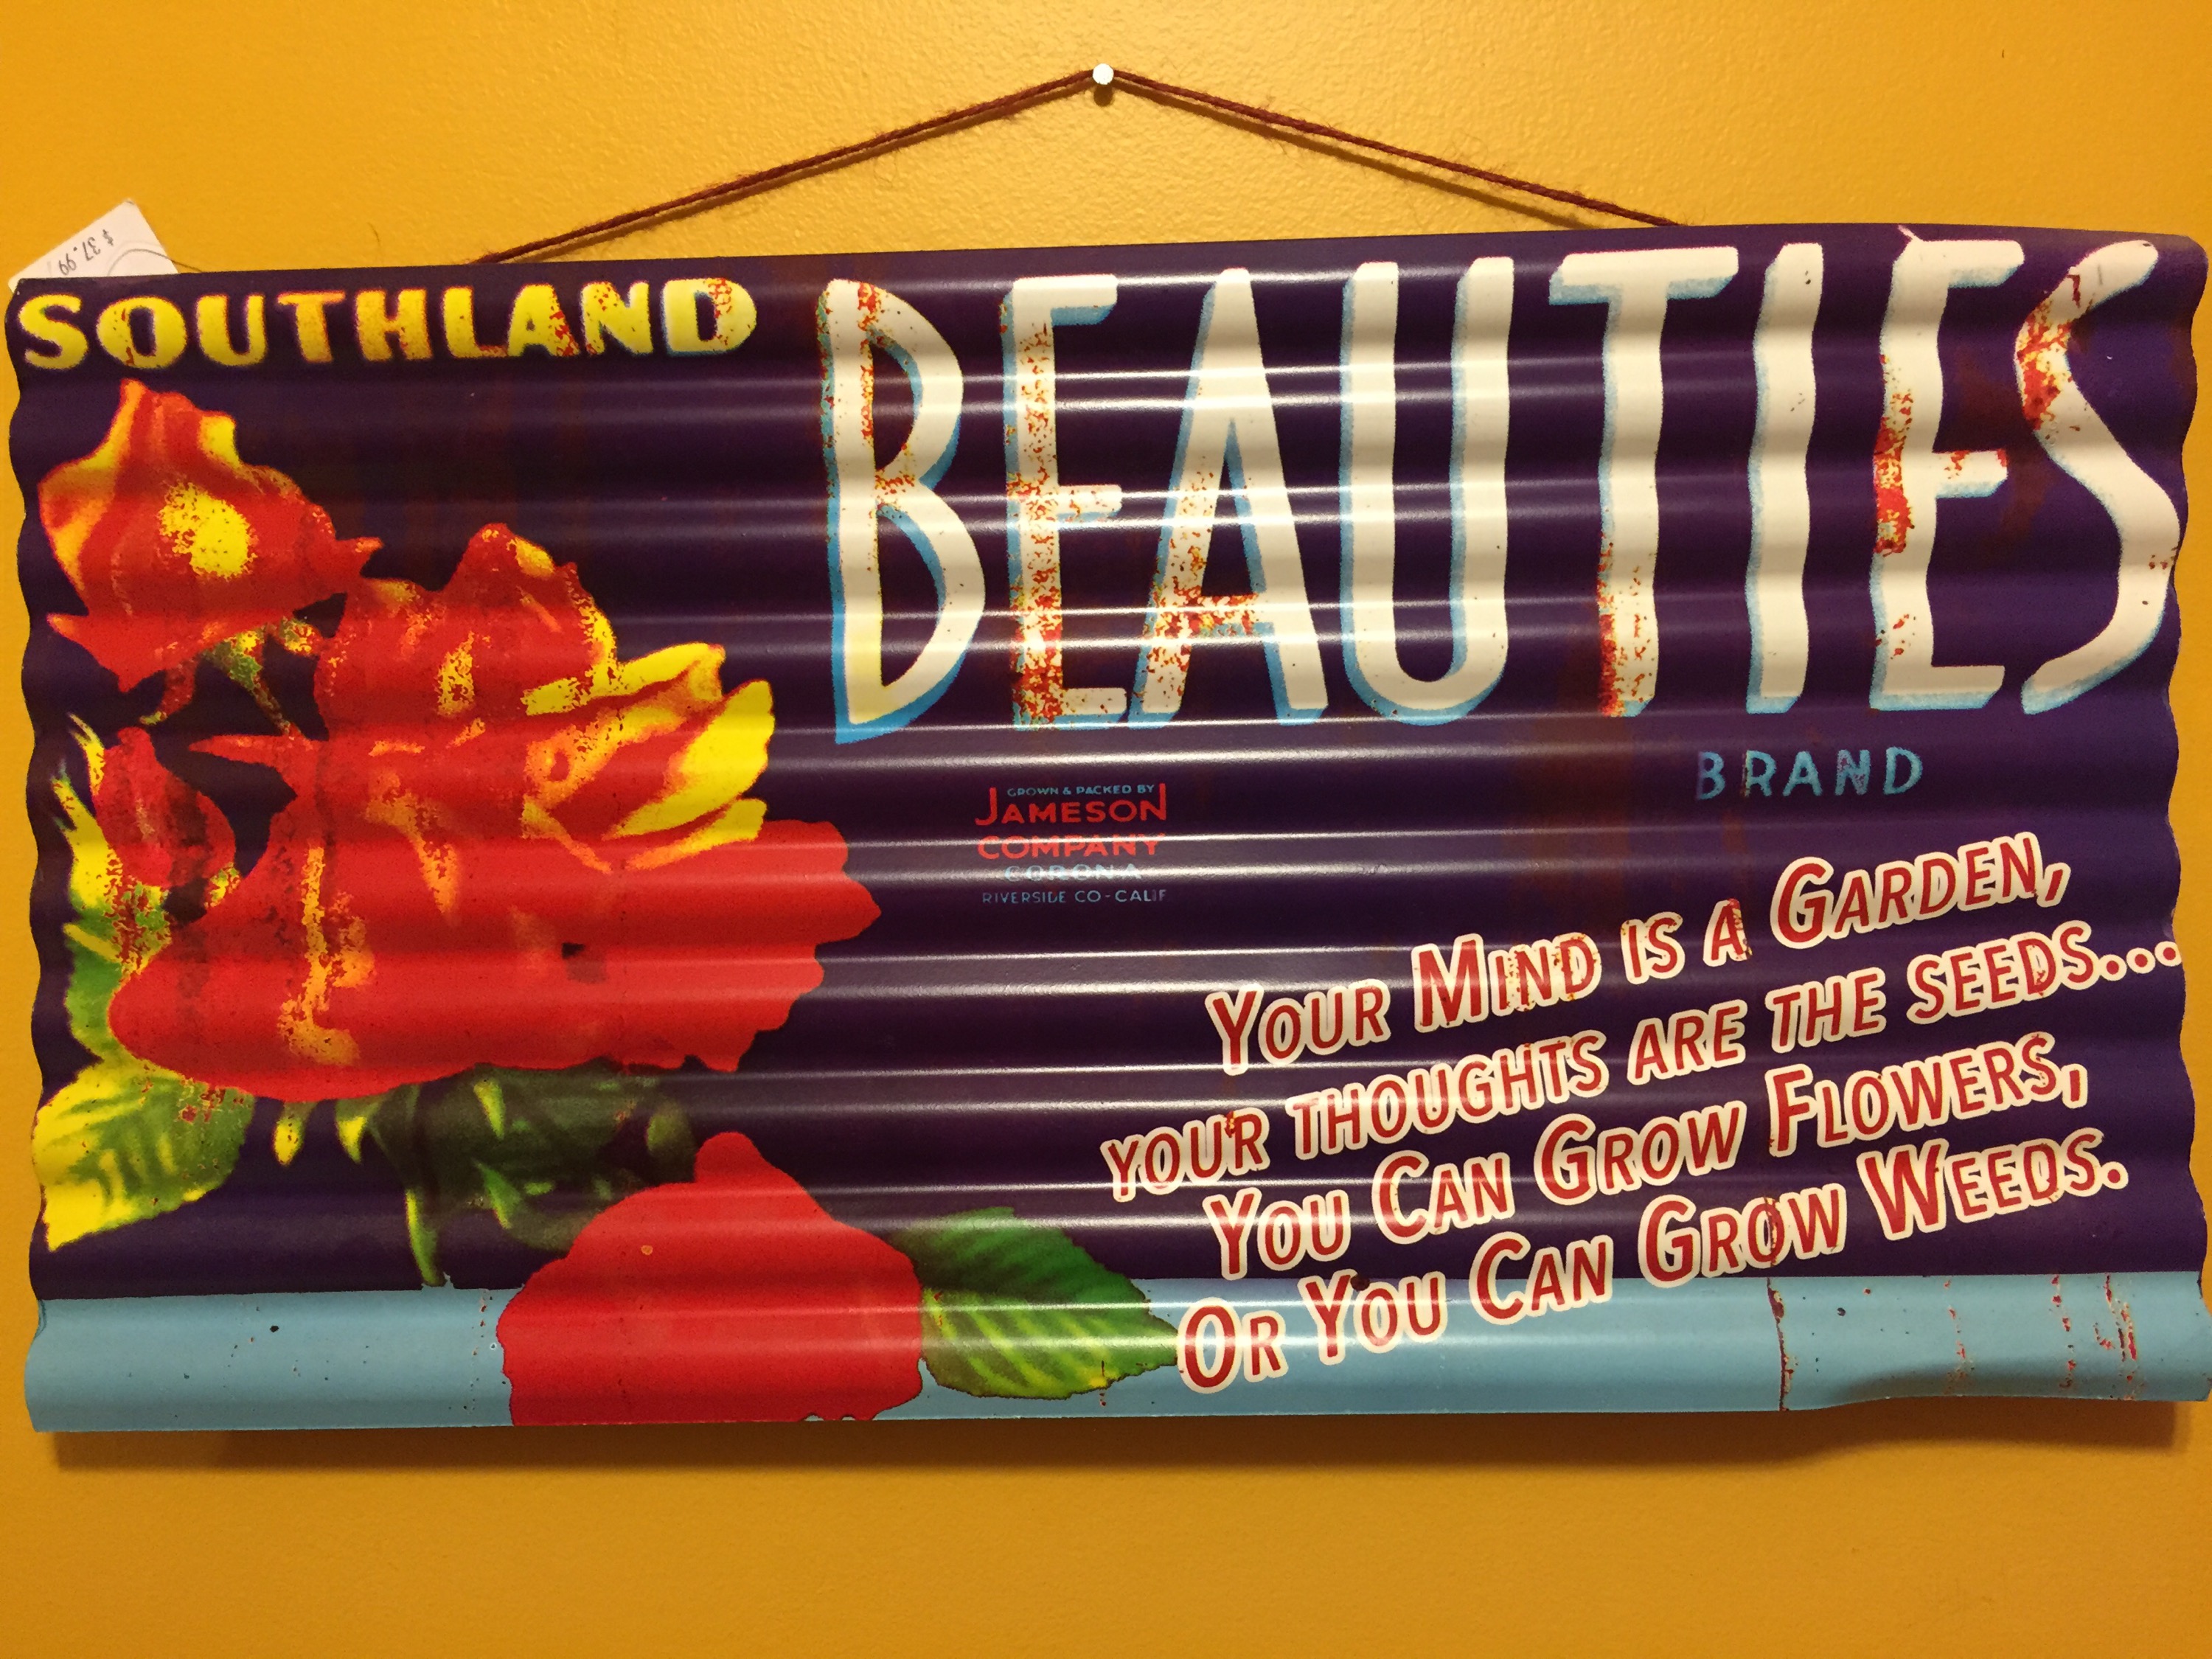 $37.99
SOUTHLAND
BEAUTIES
BRAND
GROWN & PACKED BY
JAMESON
COMPANY
CORONA
RIVERSIDE CO-CALIF
YOUR MIND IS A GARDEN,
YOUR THOUGHTS ARE THE SEEDS...
YOU CAN GROW FLOWERS,
OR YOU CAN GROW WEEDS.